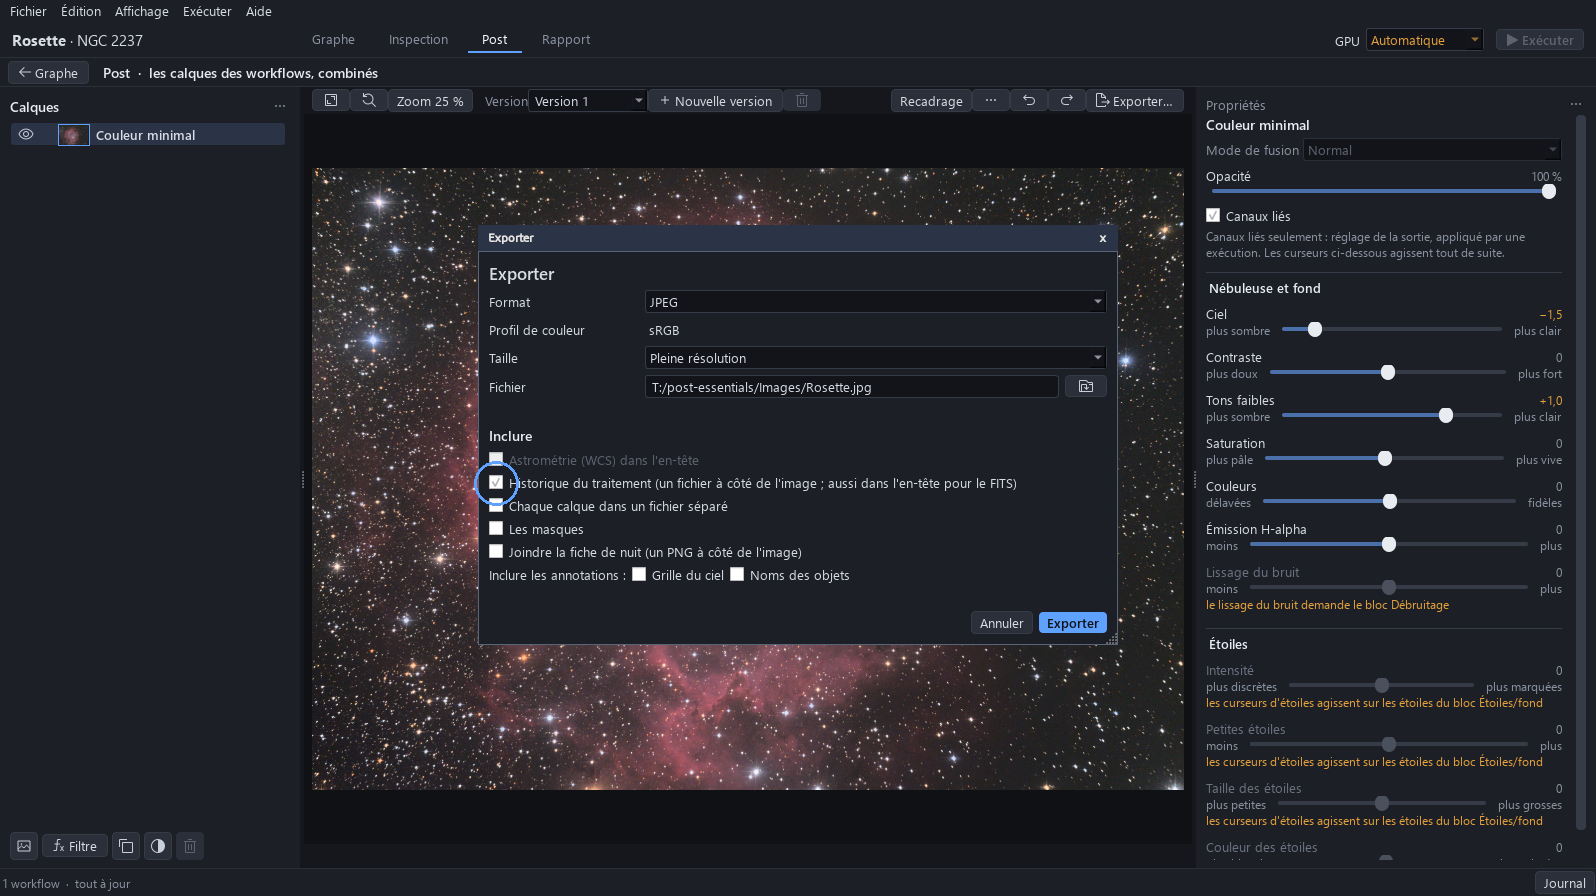 Fichier Édition Affichage Exécuter Aide
Rosette · NGC 2237
Graphe Inspection Post Rapport
GPU Automatique Exécuter
Graphe Post · les calques des workflows, combinés
Calques ...
Couleur minimal
Zoom 25 % Version Version 1 + Nouvelle version
Recadrage ... Exporter...
Exporter x
Exporter
Format JPEG
Profil de couleur sRGB
Taille Pleine résolution
Fichier T:/post-essentials/Images/Rosette.jpg
Inclure
Astrométrie (WCS) dans l'en-tête
Historique du traitement (un fichier à côté de l'image ; aussi dans l'en-tête pour le FITS)
Chaque calque dans un fichier séparé
Les masques
Joindre la fiche de nuit (un PNG à côté de l'image)
Inclure les annotations : Grille du ciel Noms des objets
Annuler Exporter
Propriétés ...
Couleur minimal
Mode de fusion Normal
Opacité 100 %
Canaux liés
Canaux liés seulement : réglage de la sortie, appliqué par une
exécution. Les curseurs ci-dessous agissent tout de suite.
Nébuleuse et fond
Ciel −1,5
plus sombre plus clair
Contraste 0
plus doux plus fort
Tons faibles +1,0
plus sombre plus clair
Saturation 0
plus pâle plus vive
Couleurs 0
délavées fidèles
Émission H-alpha 0
moins plus
Lissage du bruit 0
moins plus
le lissage du bruit demande le bloc Débruitage
Étoiles
Intensité 0
plus discrètes plus marquées
les curseurs d'étoiles agissent sur les étoiles du bloc Étoiles/fond
Petites étoiles 0
moins plus
les curseurs d'étoiles agissent sur les étoiles du bloc Étoiles/fond
Taille des étoiles 0
plus petites plus grosses
les curseurs d'étoiles agissent sur les étoiles du bloc Étoiles/fond
Couleur des étoiles 0
fx Filtre
1 workflow · tout à jour
Journal